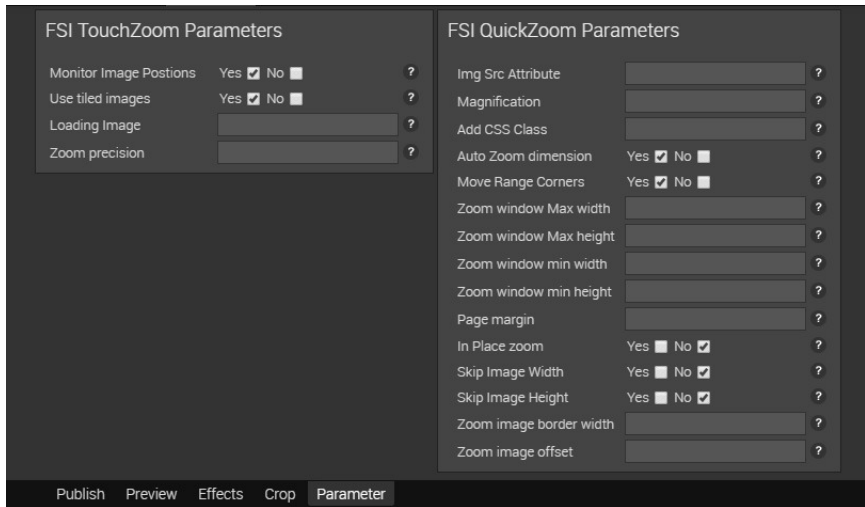 FSI TouchZoom Parameters
Monitor Image Postions Yes No ?
Use tiled images Yes No ?
Loading Image ?
Zoom precision ?
FSI QuickZoom Parameters
Img Src Attribute ?
Magnification ?
Add CSS Class ?
Auto Zoom dimension Yes No ?
Move Range Corners Yes No ?
Zoom window Max width ?
Zoom window Max height ?
Zoom window min width ?
Zoom window min height ?
Page margin ?
In Place zoom Yes No ?
Skip Image Width Yes No ?
Skip Image Height Yes No ?
Zoom image border width ?
Zoom image offset ?
Publish Preview Effects Crop Parameter